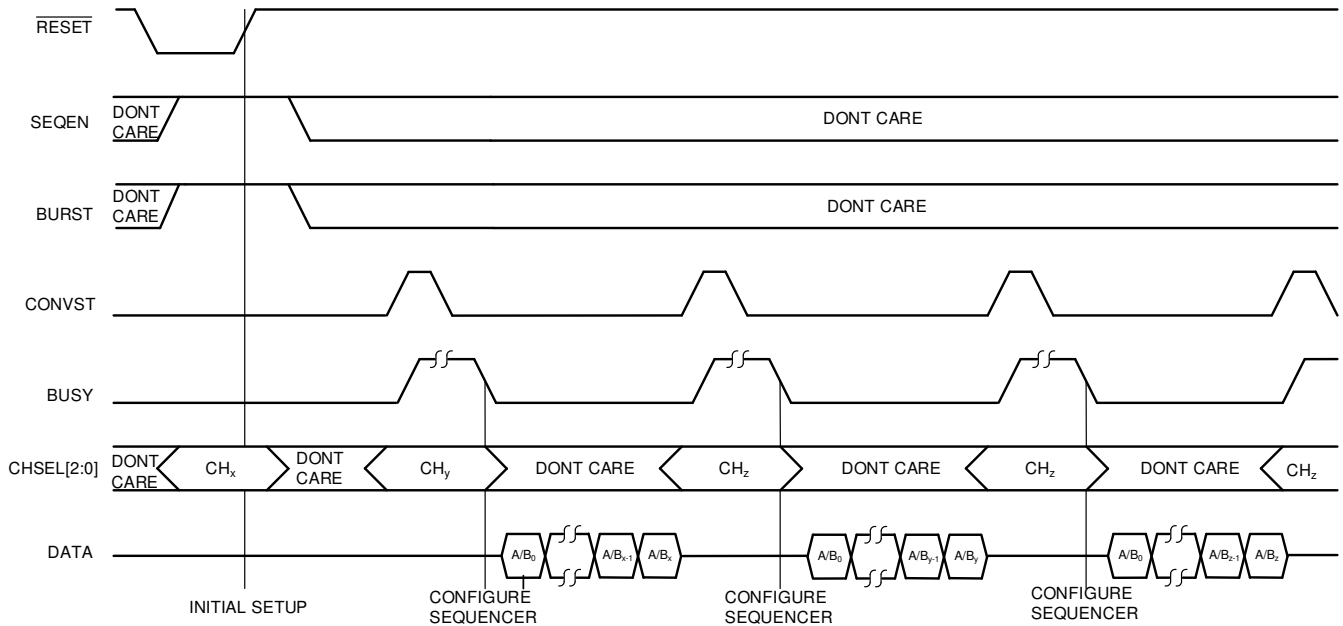 RESET
SEQEN
DONT
CARE
DONT CARE
BURST
DONT
CARE
DONT CARE
CONVST
BUSY
CHSEL[2:0]
DONT
CARE
CHx
DONT
CARE
CHy
DONT CARE
CHz
DONT CARE
CHz
DONT CARE
CHz
DATA
A/B0
A/Bx-1
A/Bx
A/B0
A/By-1
A/By
A/B0
A/Bz-1
A/Bz
INITIAL SETUP
CONFIGURE
SEQUENCER
CONFIGURE
SEQUENCER
CONFIGURE
SEQUENCER